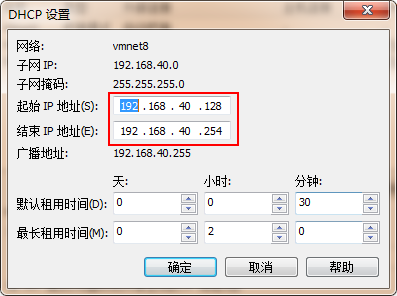 DHCP 设置
网络: vmnet8
子网 IP: 192.168.40.0
子网掩码: 255.255.255.0
起始 IP 地址(S): 192 .168 . 40 .128
结束 IP 地址(E): 192 .168 . 40 .254
广播地址: 192.168.40.255
天: 小时: 分钟:
默认租用时间(D): 0 0 30
最长租用时间(M): 0 2 0
确定 取消 帮助